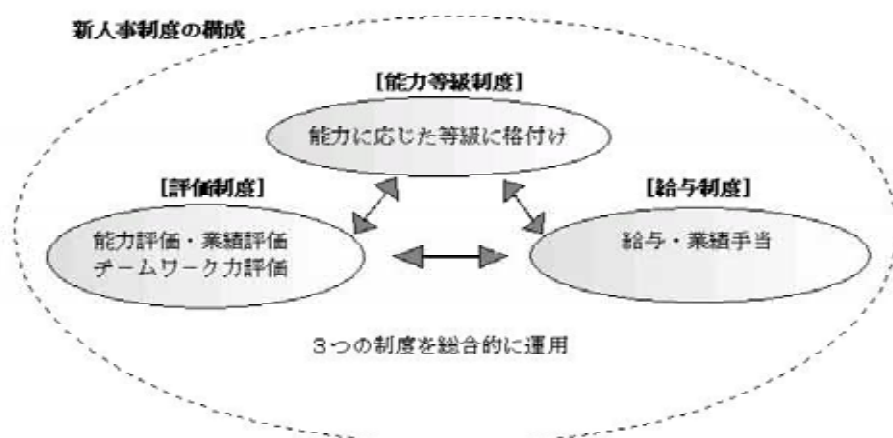 新人事制度の構成
[能力等級制度]
能力に応じた等級に格付け
[評価制度]
能力評価・業績評価
チームワーク力評価
[給与制度]
給与・業績手当
３つの制度を総合的に運用